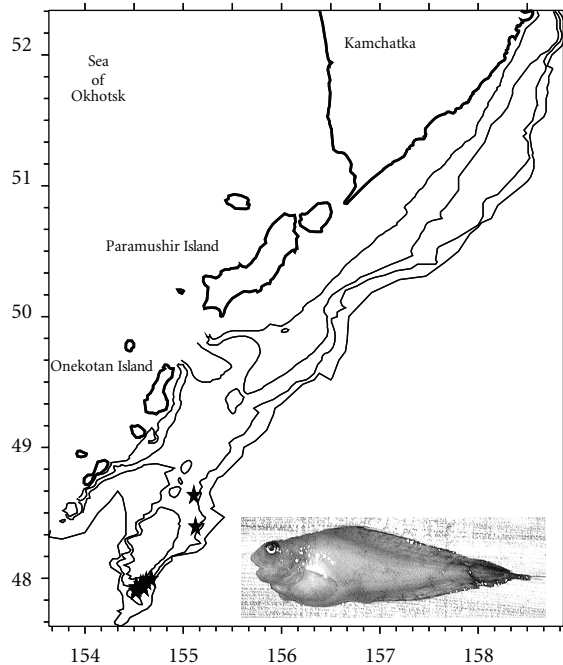 52
Kamchatka
Sea
of
Okhotsk
51
Paramushir Island
50
Onekotan Island
49
48
154 155 156 157 158